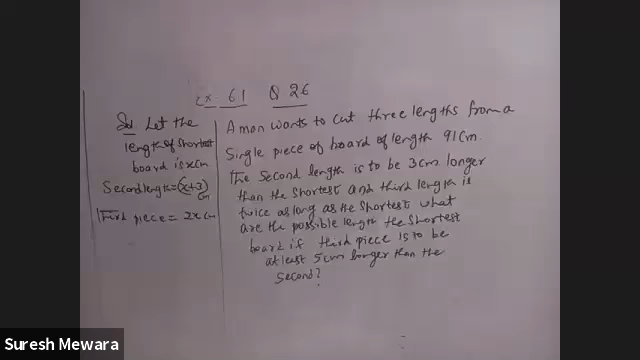 Ex. 61 Q 26
Sol Let the
length of shortest
board is x cm
Second length = (x+3)
cm
Third piece = 2x cm
A man wants to cut three lengths from a
Single piece of board of length 91 Cm.
The Second length is to be 3cm longer
than the shortest and third length is
twice as long as the shortest what
are the possible length the shortest
board if third piece is to be
at least 5cm longer than the
second?
Suresh Mewara